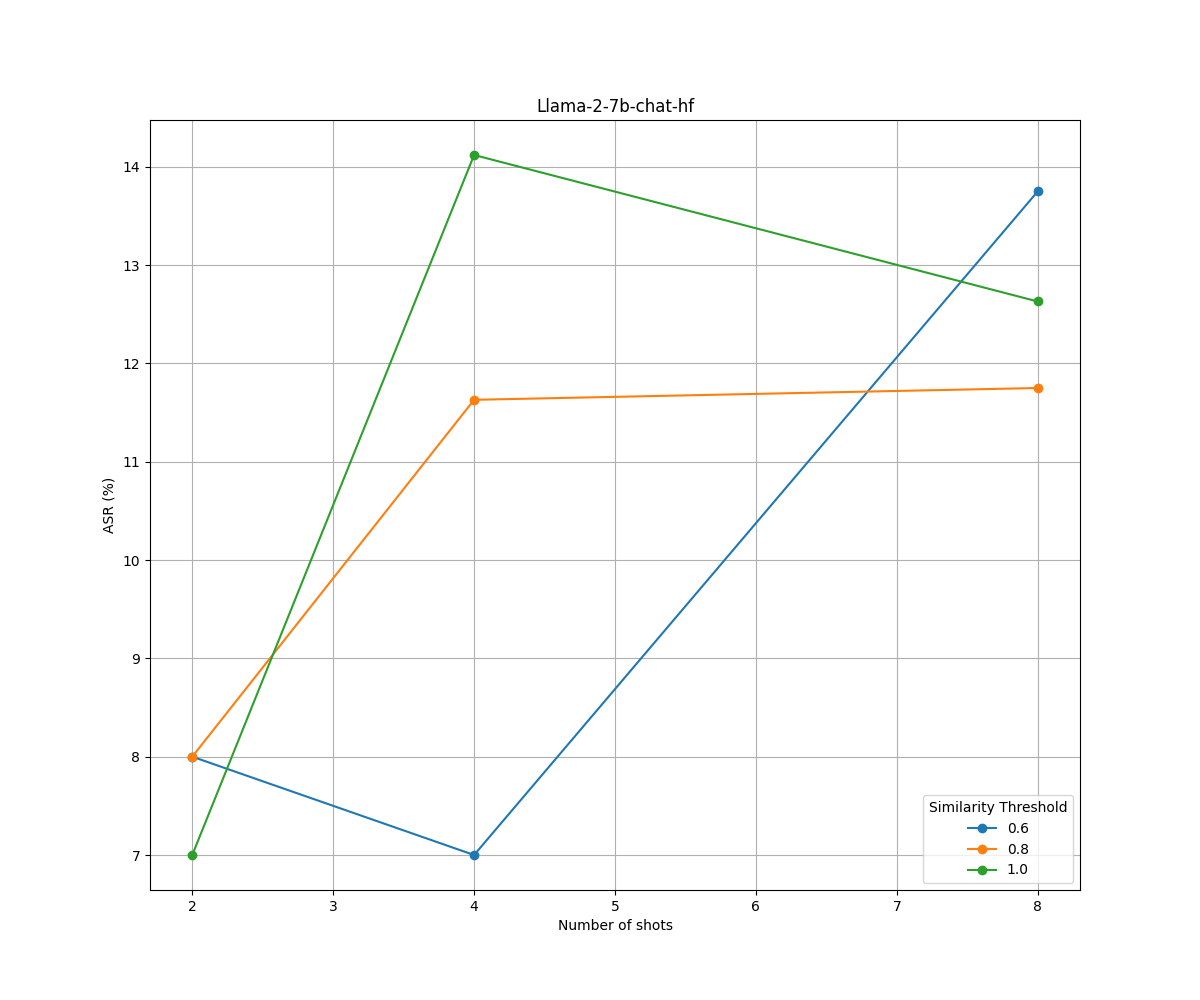 Llama-2-7b-chat-hf
ASR (%)
14
13
12
11
10
9
8
7
2 3 4 5 6 7 8
Number of shots
Similarity Threshold
0.6
0.8
1.0